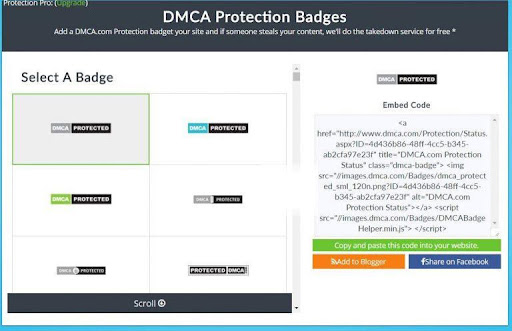 Protection Pro: (Upgrade)
DMCA Protection Badges
Add a DMCA.com Protection badget your site and if someone steals your content, we'll do the takedown service for free *
Select A Badge
DMCA PROTECTED
DMCA PROTECTED
DMCA PROTECTED
DMCA PROTECTED
DMCA PROTECTED
PROTECTED DMCA
Scroll
DMCA PROTECTED
Embed Code
<a
href="http://www.dmca.com/Protection/Status.
aspx?ID=4d436b86-48ff-4cc5-b345-
ab2cfa97e23f" title="DMCA.com Protection
Status" class="dmca-badge"> <img
src="//images.dmca.com/Badges/dmca_protect
ed_sml_120n.png?ID=4d436b86-48ff-4cc5-
b345-ab2cfa97e23f" alt="DMCA.com
Protection Status"></a> <script
src="//images.dmca.com/Badges/DMCABadge
Helper.min.js"> </script>
Copy and paste this code into your website.
Add to Blogger
Share on Facebook